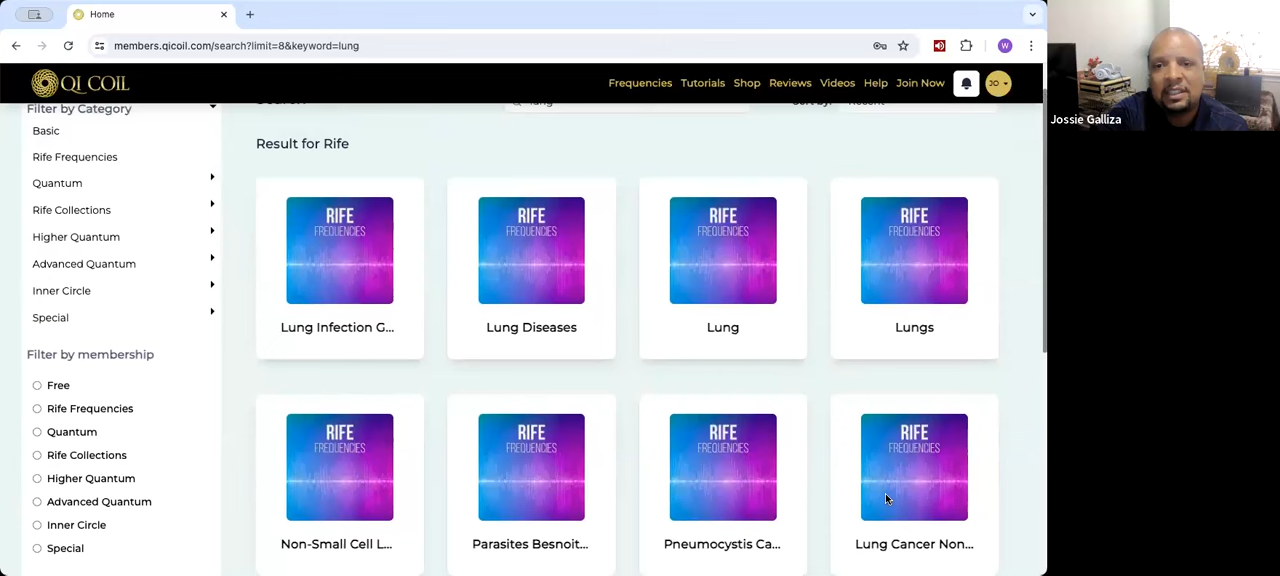 Home
members.qicoil.com/search?limit=8&keyword=lung
W
QI COIL
Frequencies
Tutorials
Shop
Reviews
Videos
Help
Join Now
JO
Jossie Galliza
Filter by Category
lung
Basic
Rife Frequencies
Quantum
Rife Collections
Higher Quantum
Advanced Quantum
Inner Circle
Special
Filter by membership
Free
Rife Frequencies
Quantum
Rife Collections
Higher Quantum
Advanced Quantum
Inner Circle
Special
Result for Rife
RIFE
FREQUENCIES
Lung Infection G...
RIFE
FREQUENCIES
Lung Diseases
RIFE
FREQUENCIES
Lung
RIFE
FREQUENCIES
Lungs
RIFE
FREQUENCIES
Non-Small Cell L...
RIFE
FREQUENCIES
Parasites Besnoit...
RIFE
FREQUENCIES
Pneumocystis Ca...
RIFE
FREQUENCIES
Lung Cancer Non...